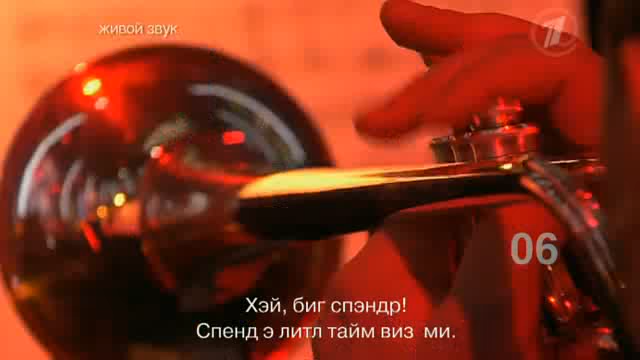 живой звук
06
Хэй, биг спэндр!
Спенд э литл тайм виз ми.